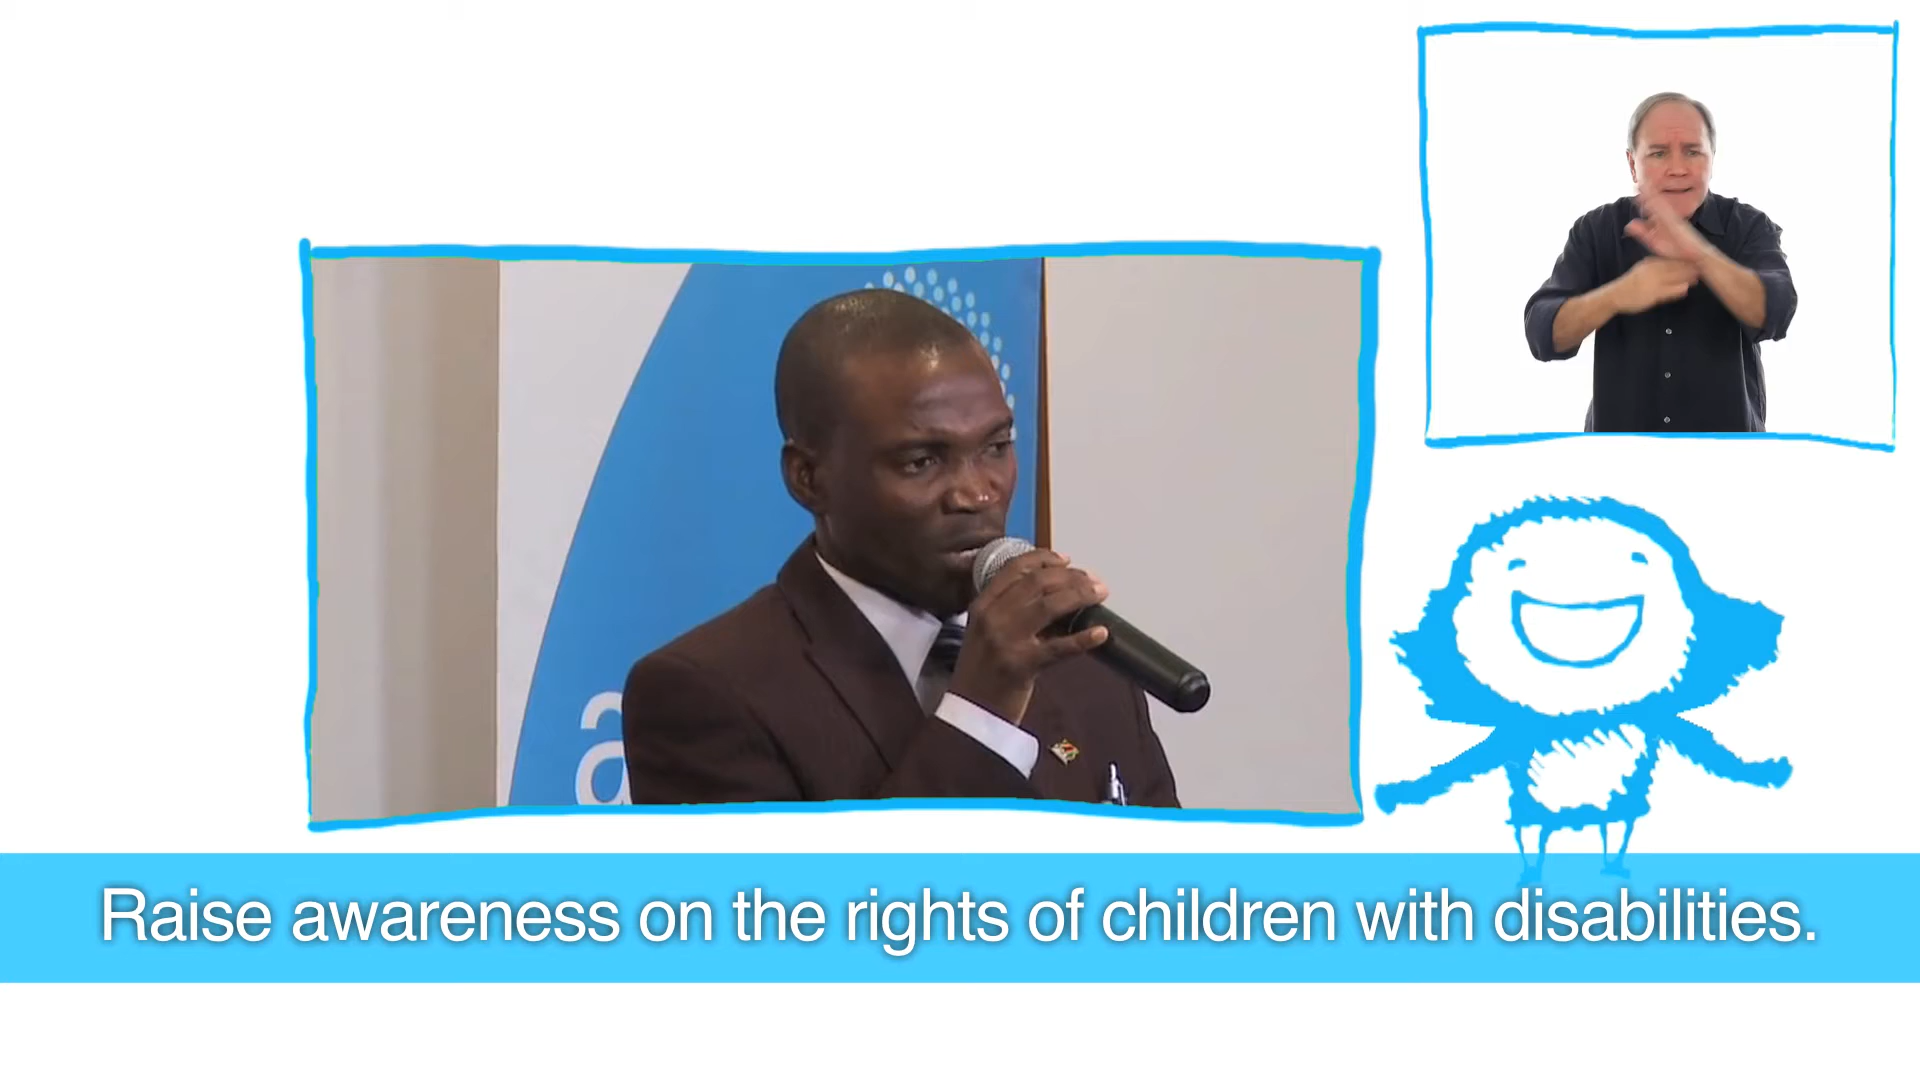 a
Raise awareness on the rights of children with disabilities.